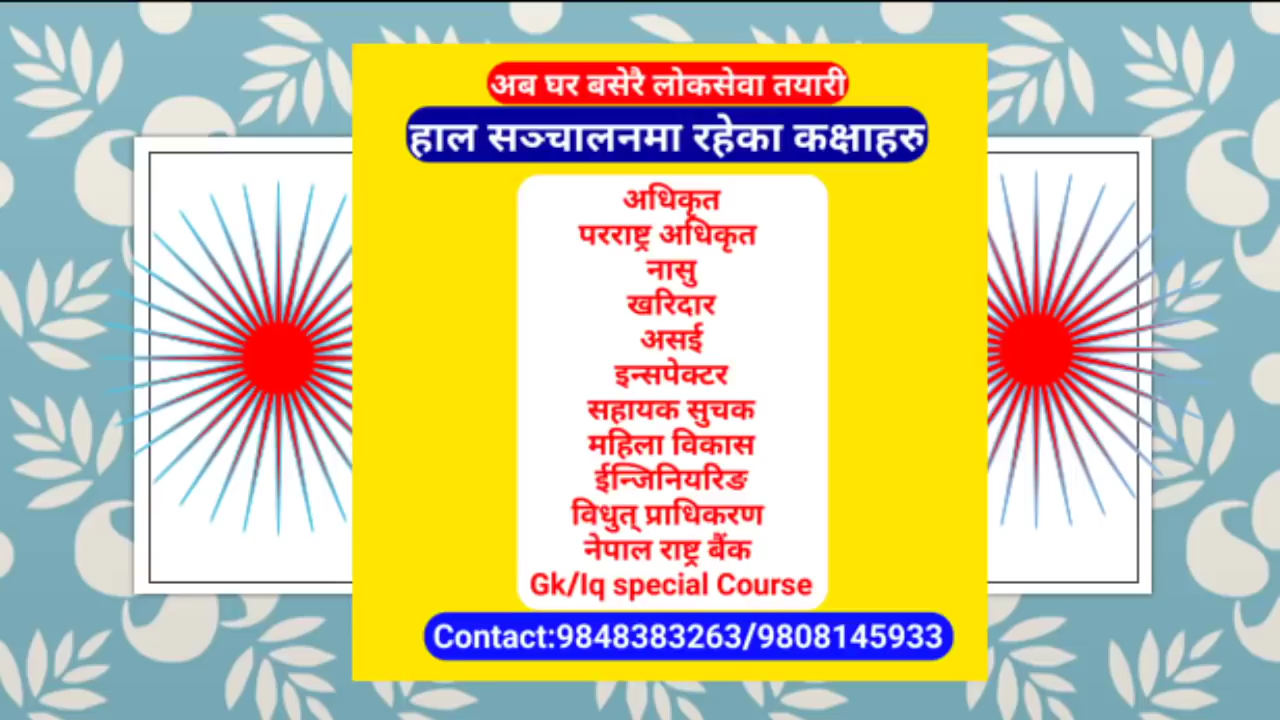 अब घर बसेरै लोकसेवा तयारी
हाल सञ्चालनमा रहेका कक्षाहरु
अधिकृत
परराष्ट्र अधिकृत
नासु
खरिदार
असई
इन्सपेक्टर
सहायक सुचक
महिला विकास
ईन्जिनियरिङ
विधुत् प्राधिकरण
नेपाल राष्ट्र बैंक
Gk/Iq special Course
Contact:9848383263/9808145933